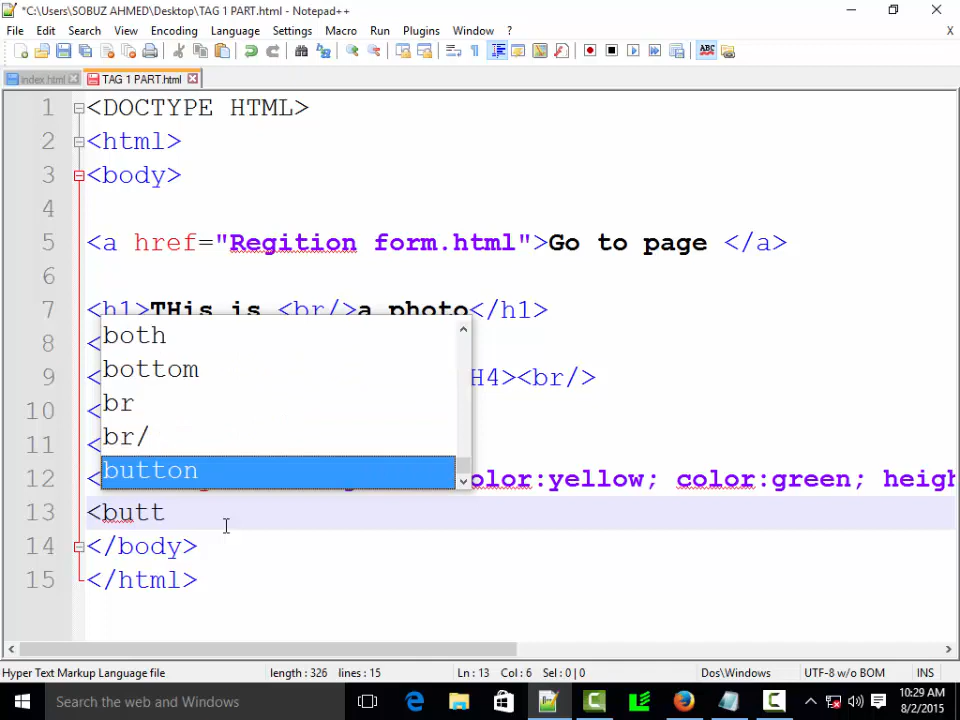 *C:\Users\SOBUZ AHMED\Desktop\TAG 1 PART.html - Notepad++
File Edit Search View Encoding Language Settings Macro Run Plugins Window ? X
index.html TAG 1 PART.html
1 <DOCTYPE HTML>
2 <html>
3 <body>
4
5 <a href="Regition form.html">Go to page </a>
6
7 <h1>THis is <br/>a photo</h1>
both
8 <
bottom
9 < H4><br/>
br
10 <
br/
11 <
button
12 < olor:yellow; color:green; heigh
13 <butt
14 </body>
15 </html>
Hyper Text Markup Language file length : 326 lines : 15 Ln : 13 Col : 6 Sel : 0 | 0 Dos\Windows UTF-8 w/o BOM INS
Search the web and Windows
10:29 AM
8/2/2015